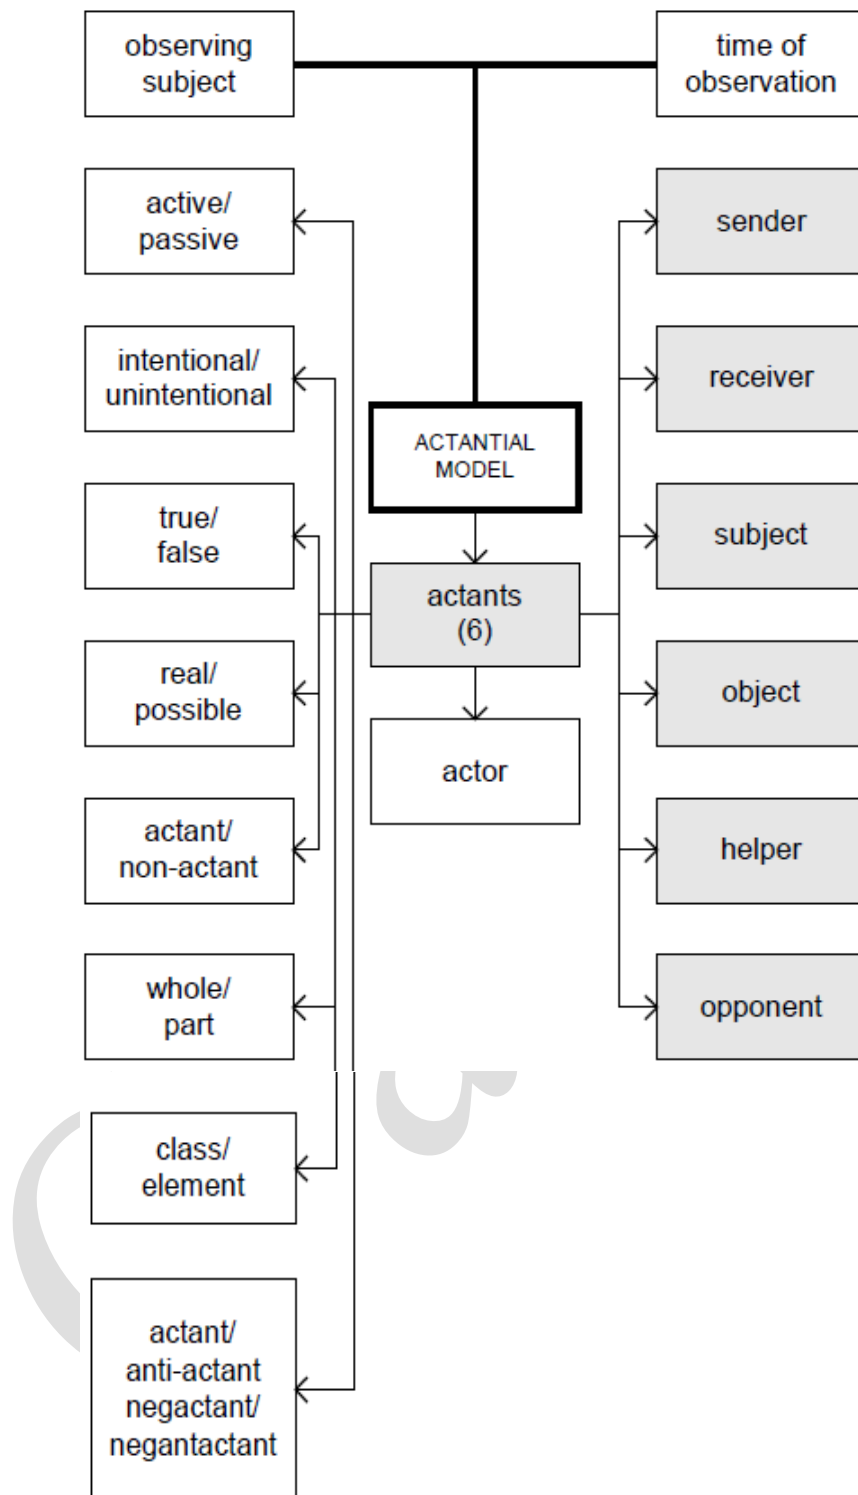 observing
subject
time of
observation
active/
passive
sender
intentional/
unintentional
receiver
ACTANTIAL
MODEL
true/
false
subject
actants
(6)
real/
possible
object
actor
actant/
non-actant
helper
whole/
part
opponent
class/
element
actant/
anti-actant
negactant/
negantactant